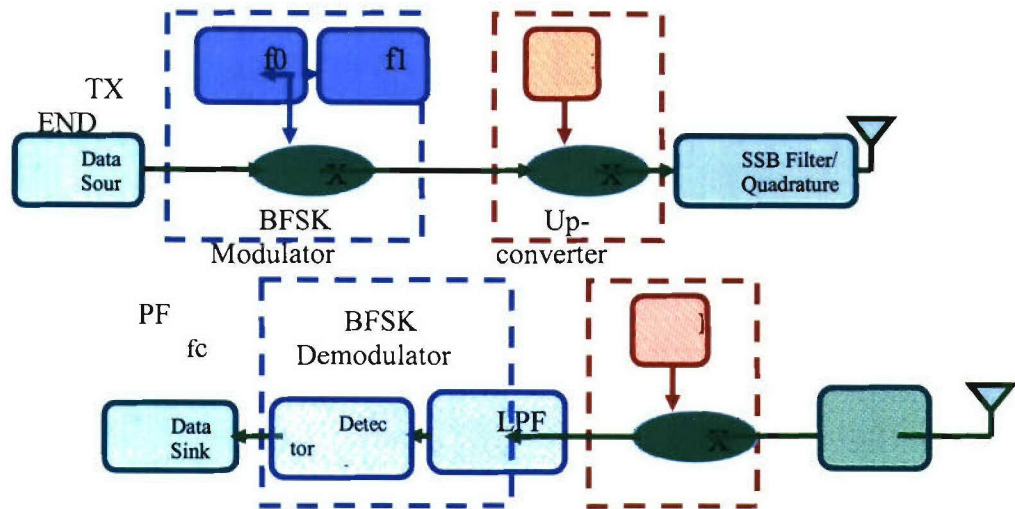 f0 f1
TX
END
Data
Sour
X
X
SSB Filter/
Quadrature
BFSK
Modulator
Up-
converter
PF
fc
BFSK
Demodulator
Data
Sink
Detec
tor
LPF
X